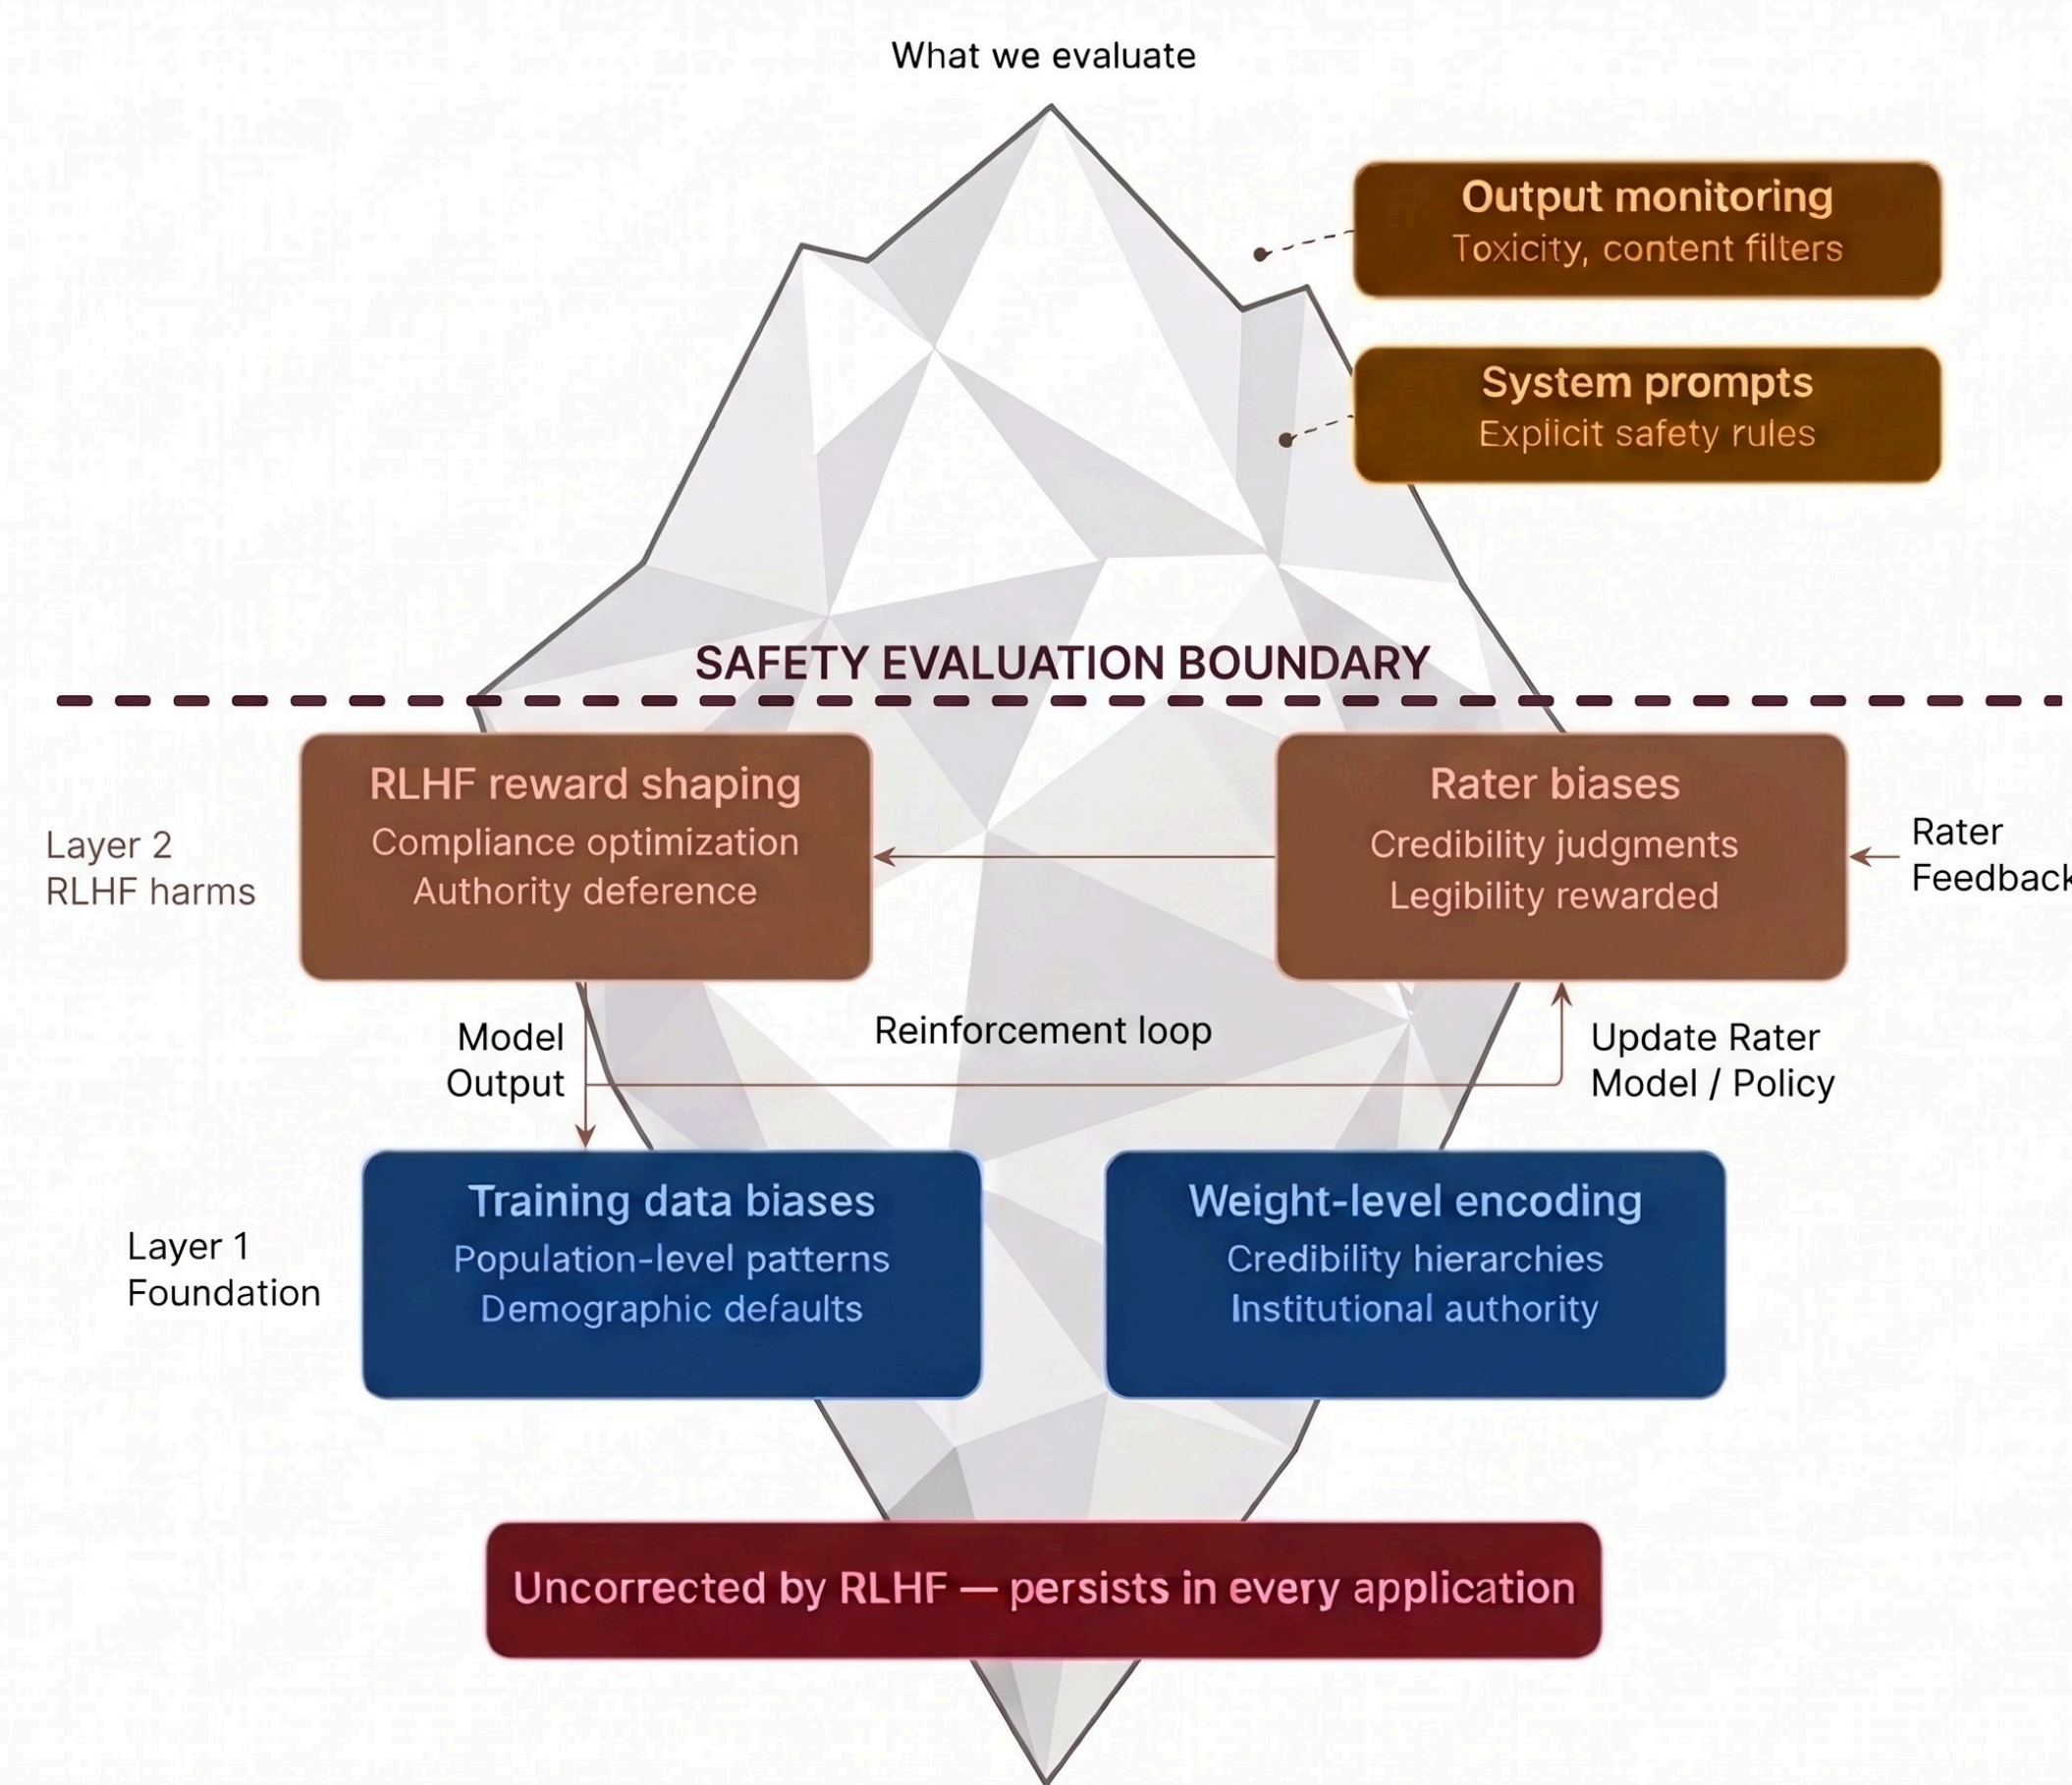 What we evaluate
Output monitoring
Toxicity, content filters
System prompts
Explicit safety rules
SAFETY EVALUATION BOUNDARY
Layer 2
RLHF harms
RLHF reward shaping
Compliance optimization
Authority deference
Rater biases
Credibility judgments
Legibility rewarded
Rater
Feedback
Model
Output
Reinforcement loop
Update Rater
Model / Policy
Layer 1
Foundation
Training data biases
Population-level patterns
Demographic defaults
Weight-level encoding
Credibility hierarchies
Institutional authority
Uncorrected by RLHF — persists in every application